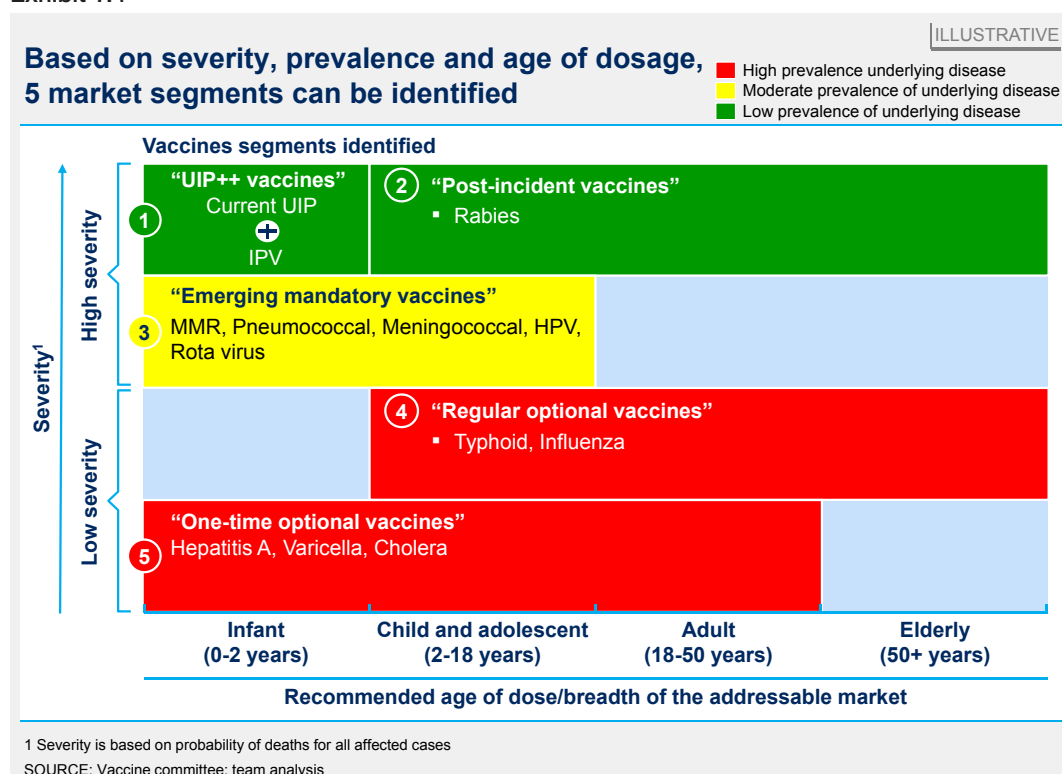 ILLUSTRATIVE
Based on severity, prevalence and age of dosage,
5 market segments can be identified
High prevalence underlying disease
Moderate prevalence of underlying disease
Low prevalence of underlying disease
Vaccines segments identified
Severity1
High severity
Low severity
1
“UIP++ vaccines”
Current UIP
+
IPV
2
“Post-incident vaccines”
▪ Rabies
3
“Emerging mandatory vaccines”
MMR, Pneumococcal, Meningococcal, HPV,
Rota virus
4
“Regular optional vaccines”
▪ Typhoid, Influenza
5
“One-time optional vaccines”
Hepatitis A, Varicella, Cholera
Infant
(0-2 years)
Child and adolescent
(2-18 years)
Adult
(18-50 years)
Elderly
(50+ years)
Recommended age of dose/breadth of the addressable market
1 Severity is based on probability of deaths for all affected cases
SOURCE: Vaccine committee; team analysis